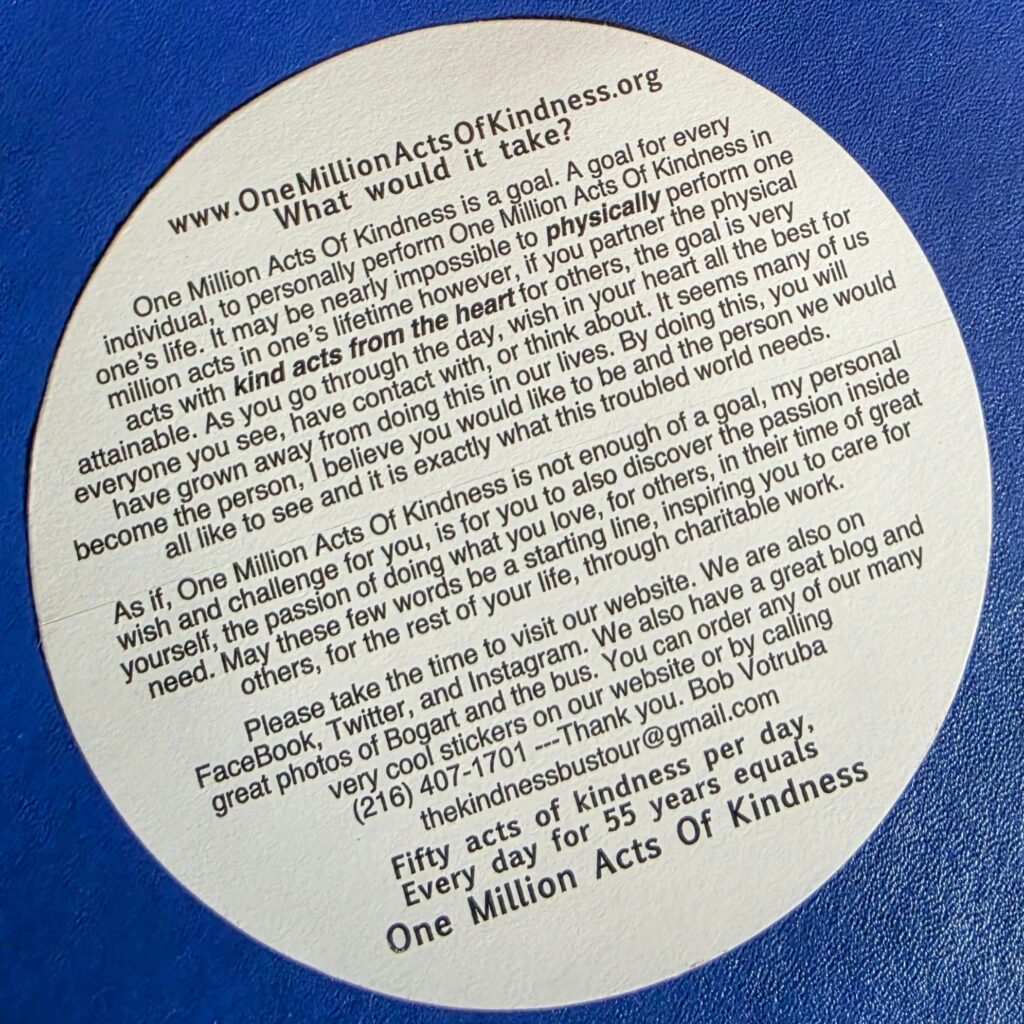 www.OneMillionActsOfKindness.org
What would it take?
One Million Acts Of Kindness is a goal. A goal for every
individual, to personally perform One Million Acts Of Kindness in
one's life. It may be nearly impossible to physically perform one
million acts in one's lifetime however, if you partner the physical
acts with kind acts from the heart for others, the goal is very
attainable. As you go through the day, wish in your heart all the best for
everyone you see, have contact with, or think about. It seems many of us
have grown away from doing this in our lives. By doing this, you will
become the person, I believe you would like to be and the person we would
all like to see and it is exactly what this troubled world needs.
As if, One Million Acts Of Kindness is not enough of a goal, my personal
wish and challenge for you, is for you to also discover the passion inside
yourself, the passion of doing what you love, for others, in their time of great
need. May these few words be a starting line, inspiring you to care for
others, for the rest of your life, through charitable work.
Please take the time to visit our website. We are also on
FaceBook, Twitter, and Instagram. We also have a great blog and
great photos of Bogart and the bus. You can order any of our many
very cool stickers on our website or by calling
(216) 407-1701 ---Thank you. Bob Votruba
thekindnessbustour@gmail.com
Fifty acts of kindness per day,
Every day for 55 years equals
One Million Acts Of Kindness